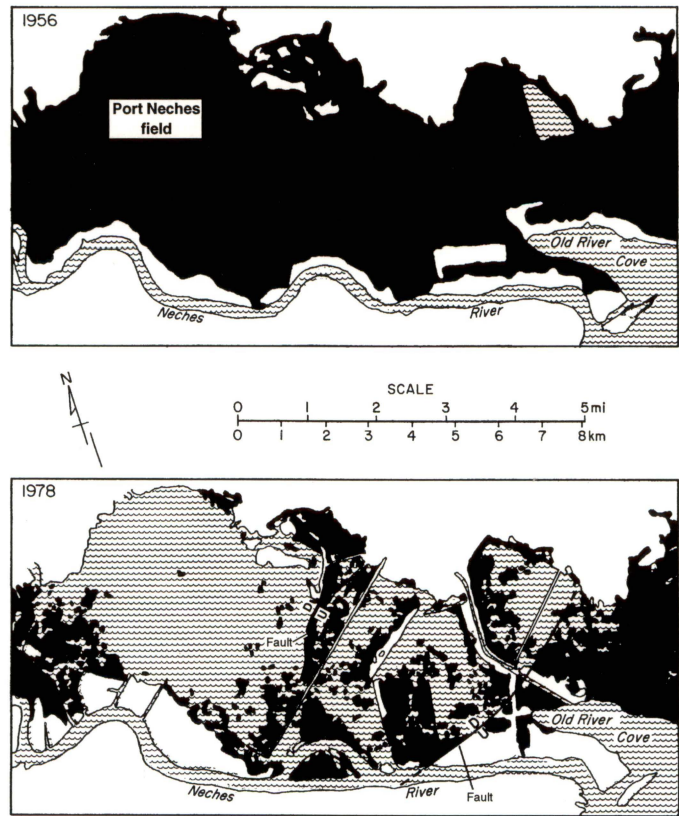 1956
Port Neches
field
Old River
Cove
Neches
River
N
SCALE
0 1 2 3 4 5 mi
0 1 2 3 4 5 6 7 8 km
1978
D
U
Fault
D
U
Old River
Cove
Neches
River
Fault